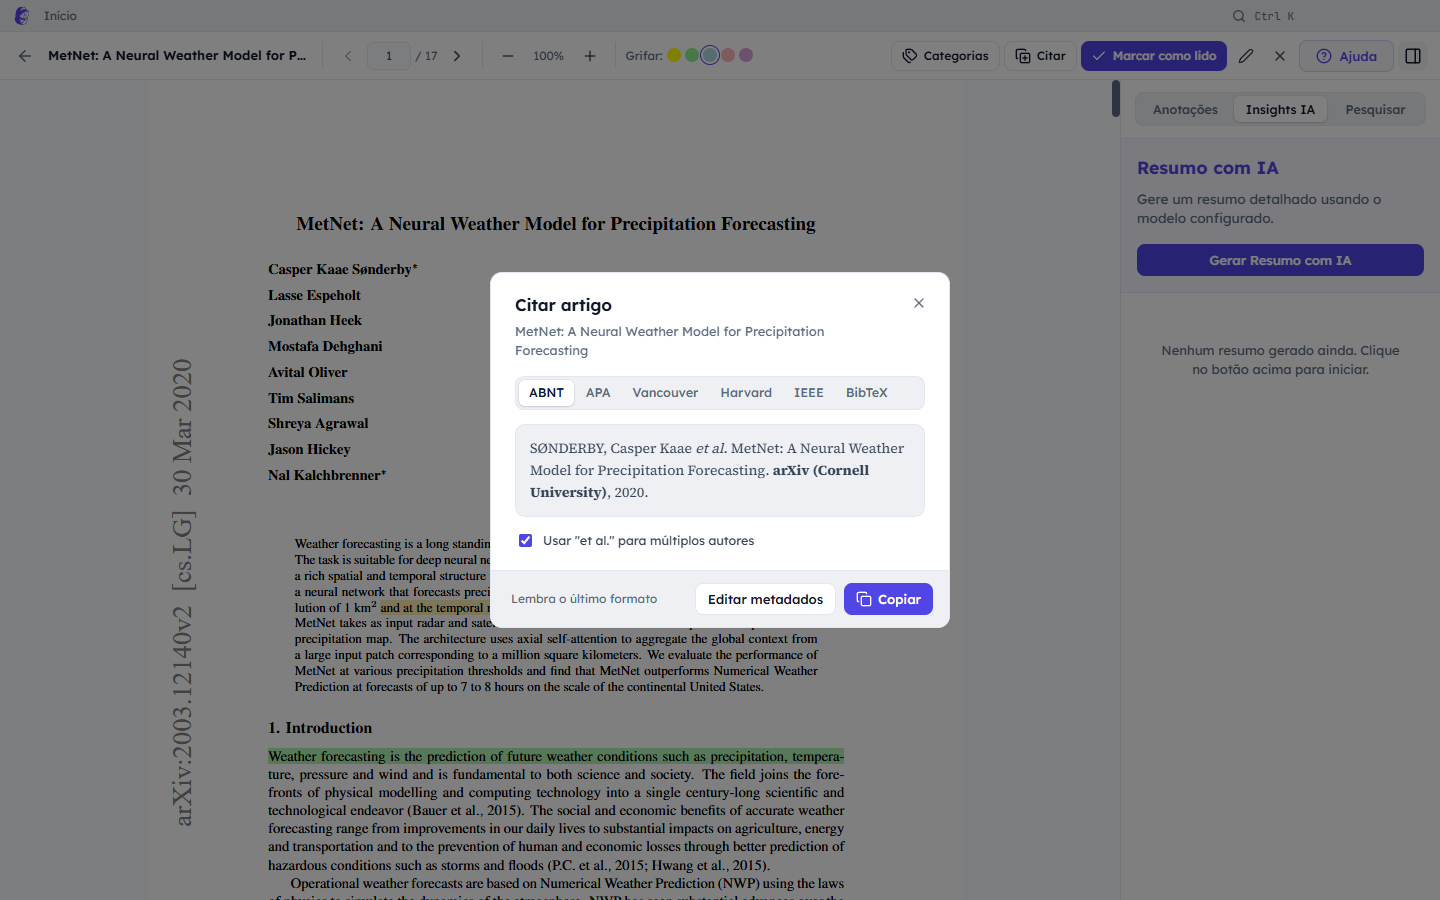 Início
Ctrl K
MetNet: A Neural Weather Model for P...
1 / 17
100%
Grifar:
Categorias
Citar
Marcar como lido
Ajuda
Anotações
Insights IA
Pesquisar
Resumo com IA
Gere um resumo detalhado usando o
modelo configurado.
Gerar Resumo com IA
Nenhum resumo gerado ainda. Clique
no botão acima para iniciar.
arXiv:2003.12140v2 [cs.LG] 30 Mar 2020
MetNet: A Neural Weather Model for Precipitation Forecasting
Casper Kaae Sønderby*
Lasse Espeholt
Jonathan Heek
Mostafa Dehghani
Avital Oliver
Tim Salimans
Shreya Agrawal
Jason Hickey
Nal Kalchbrenner*
Citar artigo
MetNet: A Neural Weather Model for Precipitation
Forecasting
ABNT
APA
Vancouver
Harvard
IEEE
BibTeX
SØNDERBY, Casper Kaae et al. MetNet: A Neural Weather
Model for Precipitation Forecasting. arXiv (Cornell
University), 2020.
Usar "et al." para múltiplos autores
Lembra o último formato
Editar metadados
Copiar
Weather forecasting is a long
The task is suitable for deep neural
a rich spatial and temporal structure
a neural network that forecasts
lution of 1 km² and at the temporal
MetNet takes as input radar and
precipitation map. The architecture uses axial self-attention to aggregate the global context from
a large input patch corresponding to a million square kilometers. We evaluate the performance of
MetNet at various precipitation thresholds and find that MetNet outperforms Numerical Weather
Prediction at forecasts of up to 7 to 8 hours on the scale of the continental United States.
1. Introduction
Weather forecasting is the prediction of future weather conditions such as precipitation, tempera-
ture, pressure and wind and is fundamental to both science and society. The field joins the fore-
fronts of physical modelling and computing technology into a single century-long scientific and
technological endeavor (Bauer et al., 2015). The social and economic benefits of accurate weather
forecasting range from improvements in our daily lives to substantial impacts on agriculture, energy
and transportation and to the prevention of human and economic losses through better prediction of
hazardous conditions such as storms and floods (P.C. et al., 2015; Hwang et al., 2015).
Operational weather forecasts are based on Numerical Weather Prediction (NWP) using the laws